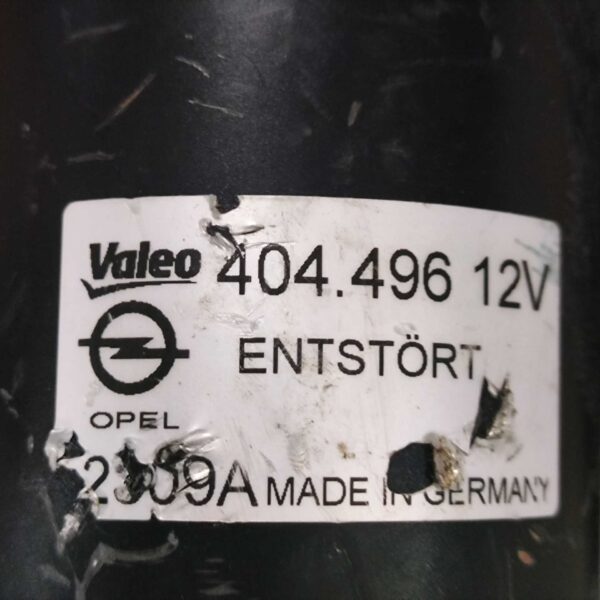 Valeo 404.496 12V
ENTSTÖRT
OPEL
MADE IN GERMANY